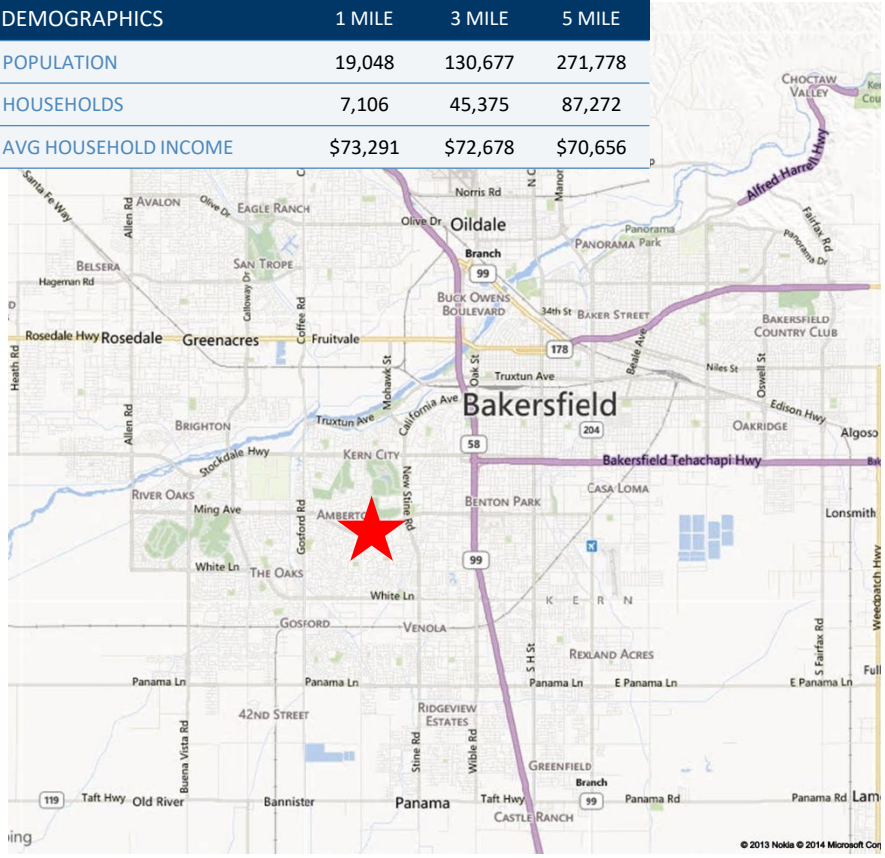 DEMOGRAPHICS 1 MILE 3 MILE 5 MILE
POPULATION 19,048 130,677 271,778
HOUSEHOLDS 7,106 45,375 87,272
AVG HOUSEHOLD INCOME $73,291 $72,678 $70,656
CHOCTAW
VALLEY
Alfred Harrell Hwy
Santa Fe Way
Allen Rd
AVALON
Olive Dr
EAGLE RANCH
Norris Rd
Olive Dr
Oildale
Manor
Panorama
Park
PANORAMA
Fairfax Rd
Panorama Dr
BELSERA
Hageman Rd
SAN TROPE
Calloway Dr
Coffee Rd
Branch
99
BUCK OWENS
BOULEVARD
34th St
BAKER STREET
BAKERSFIELD
COUNTRY CLUB
Rosedale Hwy
Rosedale
Greenacres
Fruitvale
178
Heath Rd
Mohawk St
Oak St
Truxtun Ave
Beale Ave
Niles St
Oswell St
Edison Hwy
Allen Rd
BRIGHTON
Truxtun Ave
California Ave
Bakersfield
204
OAKRIDGE
Algoso
Stockdale Hwy
KERN CITY
58
Bakersfield Tehachapi Hwy
RIVER OAKS
Ming Ave
Gosford Rd
New Stine Rd
BENTON PARK
CASA LOMA
Lonsmith
White Ln
THE OAKS
99
White Ln
K E R N
Weedpatch Hwy
GOSFORD
VENOLA
S H St
REXLAND ACRES
S Fairfax Rd
Panama Ln
Panama Ln
Panama Ln
E Panama Ln
E Panama Ln
42ND STREET
RIDGEVIEW
ESTATES
Buena Vista Rd
Stine Rd
Wible Rd
GREENFIELD
Branch
99
119
Taft Hwy
Old River
Bannister
Panama
Taft Hwy
Panama Rd
Panama Rd
CASTLE RANCH
© 2013 Nokia © 2014 Microsoft Corp